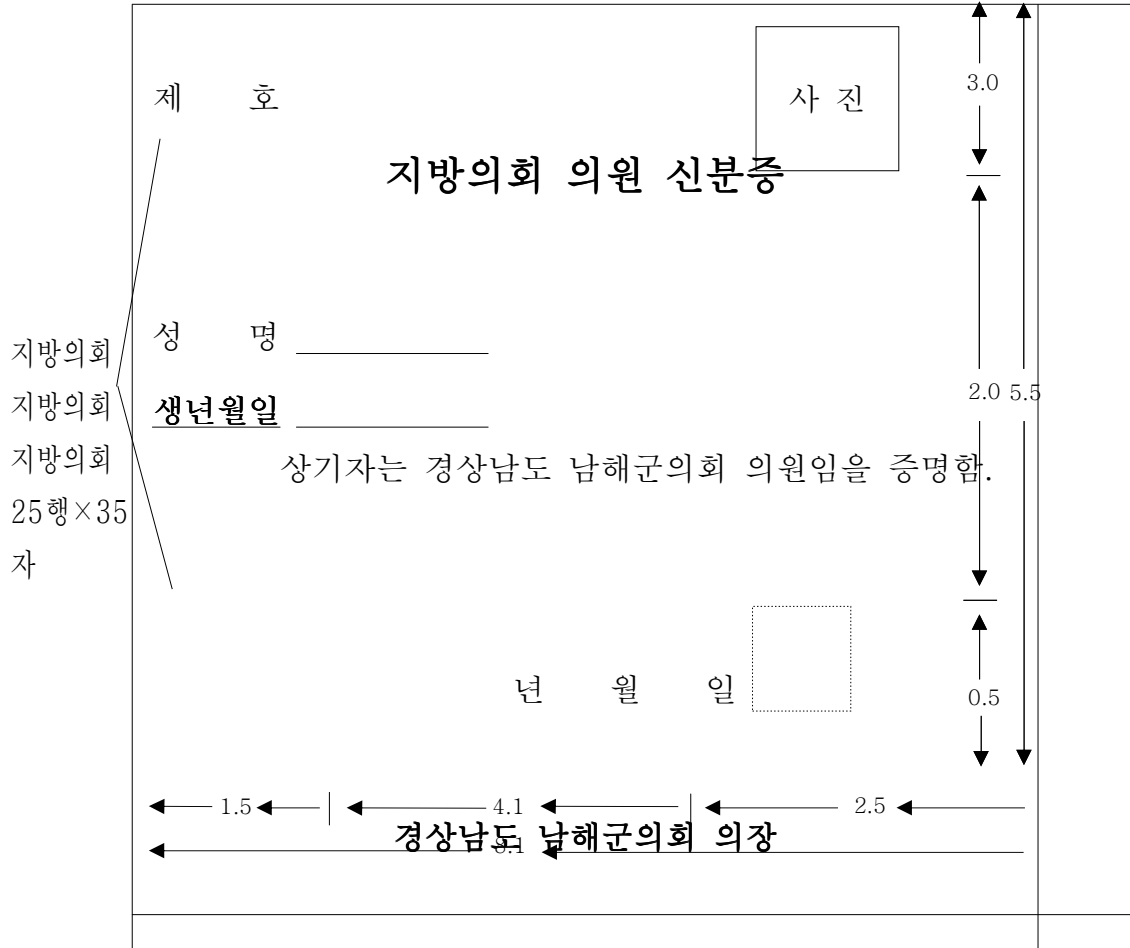 제 호
사 진
3.0
지방의회 의원 신분증
성 명
지방의회
지방의회
지방의회
25행×35
자
생년월일
2.0 5.5
상기자는 경상남도 남해군의회 의원임을 증명함.
년 월 일
0.5
1.5 4.1 2.5
경상남도 남해군의회 의장
8.1